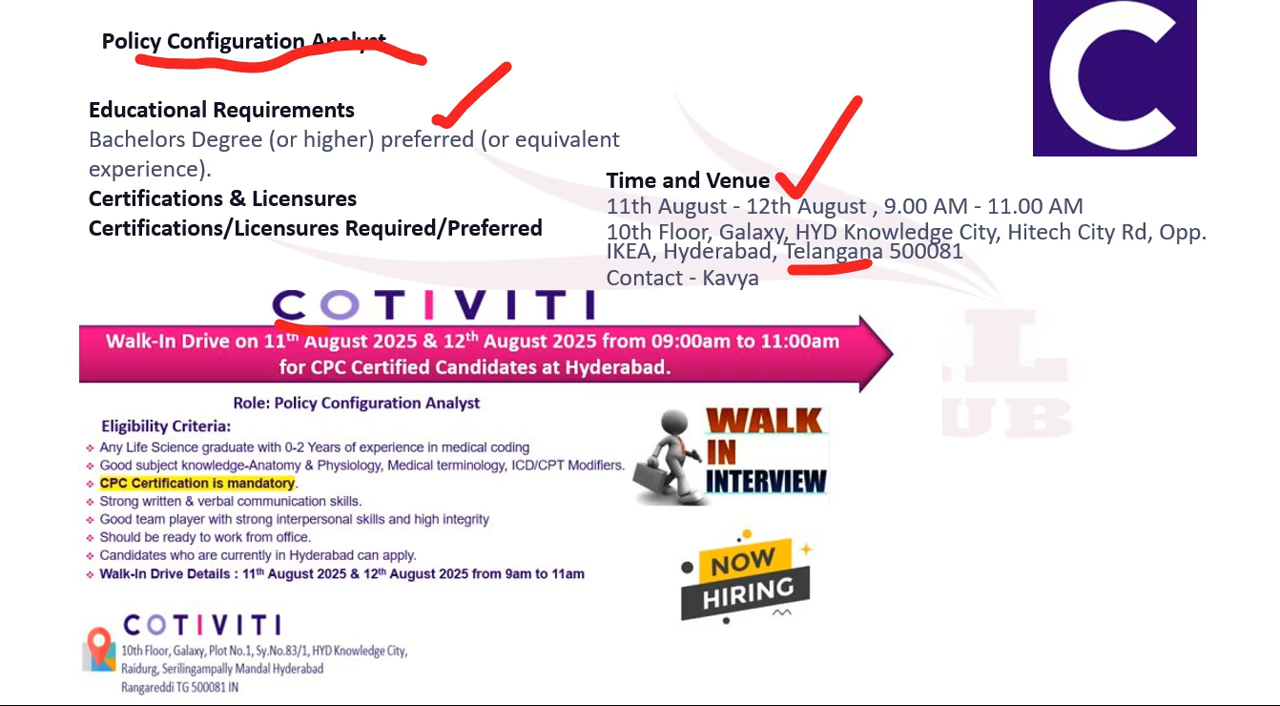 Policy Configuration Analyst
Educational Requirements
Bachelors Degree (or higher) preferred (or equivalent
experience).
Certifications & Licensures
Certifications/Licensures Required/Preferred
C
Time and Venue
11th August - 12th August , 9.00 AM - 11.00 AM
10th Floor, Galaxy, HYD Knowledge City, Hitech City Rd, Opp.
IKEA, Hyderabad, Telangana 500081
Contact - Kavya
COTIVITI
Walk-In Drive on 11th August 2025 & 12th August 2025 from 09:00am to 11:00am
for CPC Certified Candidates at Hyderabad.
Role: Policy Configuration Analyst
Eligibility Criteria:
❖ Any Life Science graduate with 0-2 Years of experience in medical coding
❖ Good subject knowledge-Anatomy & Physiology, Medical terminology, ICD/CPT Modifiers.
❖ CPC Certification is mandatory.
❖ Strong written & verbal communication skills.
❖ Good team player with strong interpersonal skills and high integrity
❖ Should be ready to work from office.
❖ Candidates who are currently in Hyderabad can apply.
❖ Walk-In Drive Details : 11th August 2025 & 12th August 2025 from 9am to 11am
WALK
IN
INTERVIEW
NOW
HIRING
COTIVITI
10th Floor, Galaxy, Plot No.1, Sy.No.83/1, HYD Knowledge City,
Raidurg, Serilingampally Mandal Hyderabad
Rangareddi TG 500081 IN